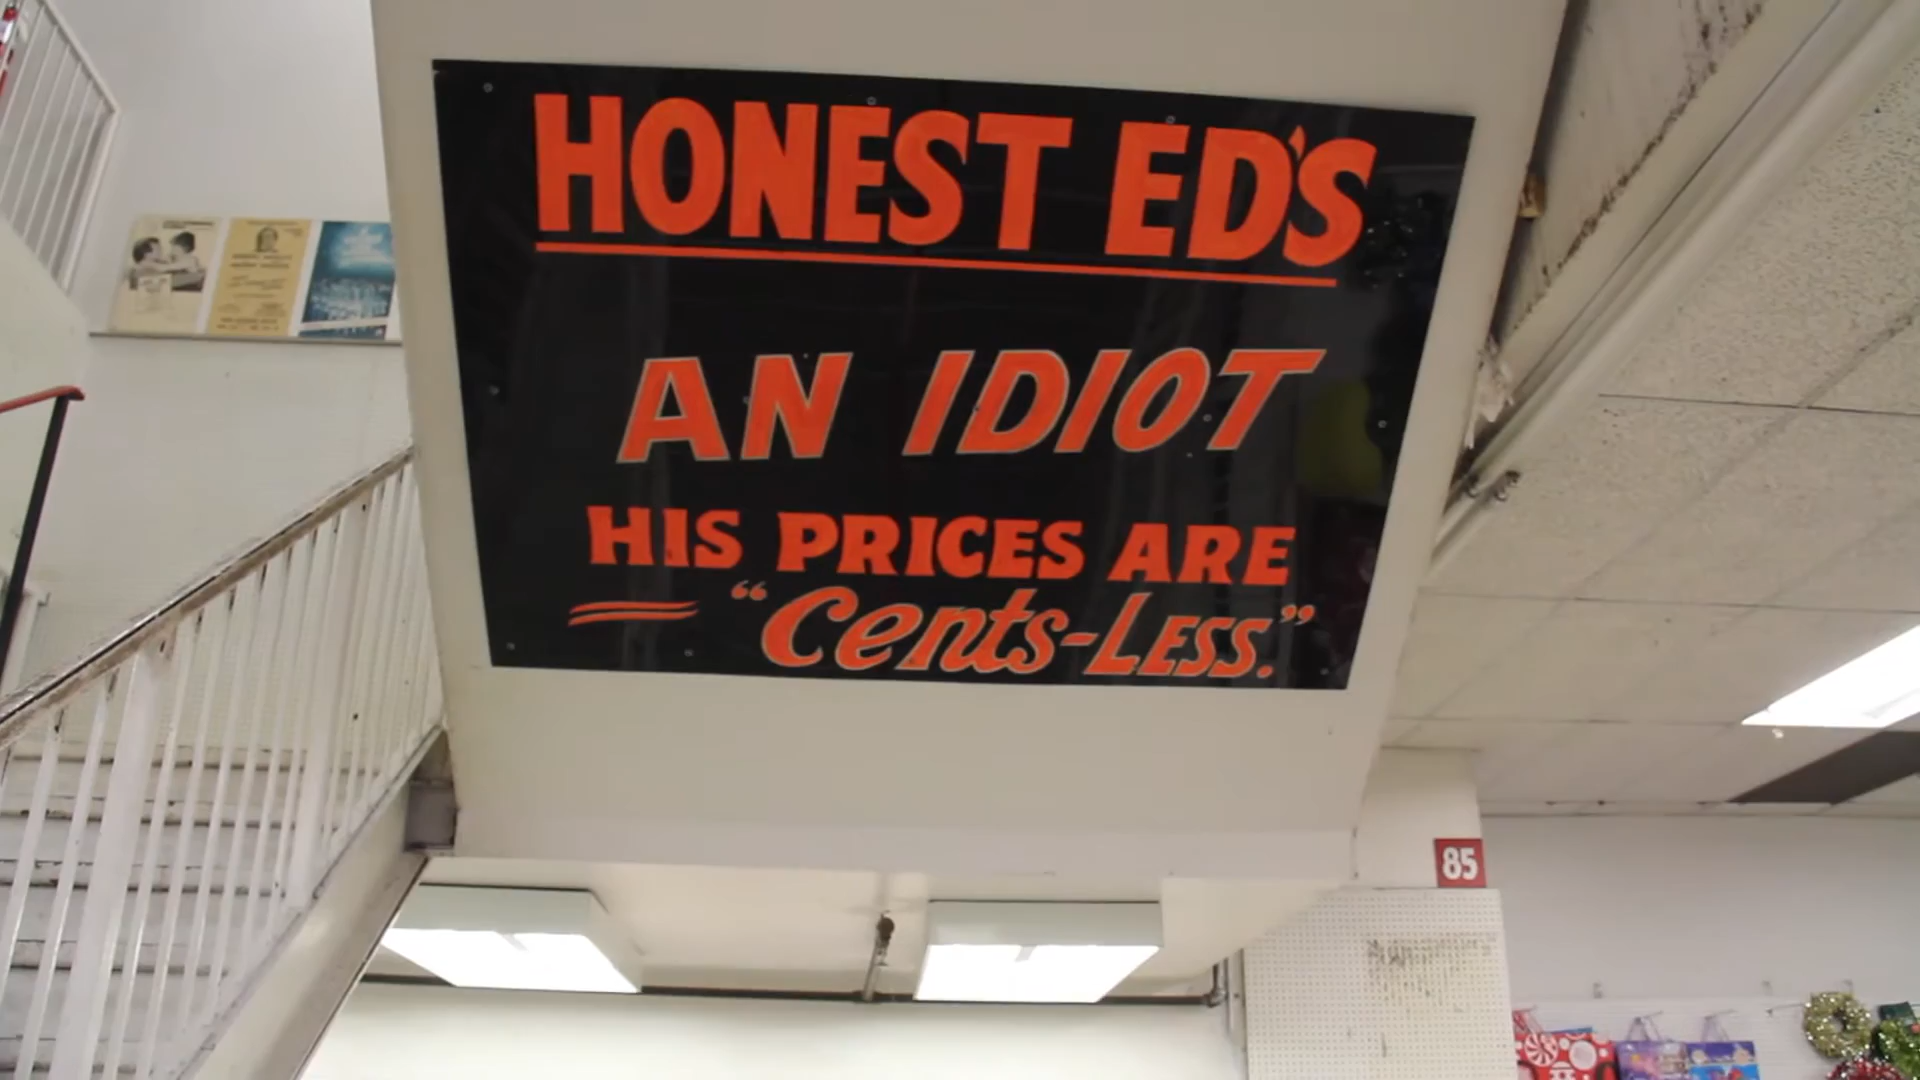 HONEST ED'S
AN IDIOT
HIS PRICES ARE
"Cents-LESS."
85